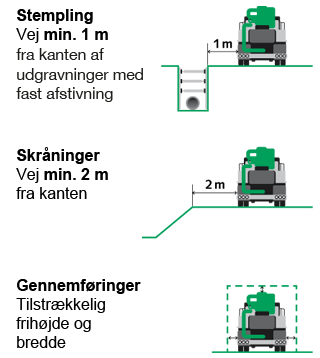 Stempling
Vej min. 1 m
fra kanten af
udgravninger med
fast afstivning
1 m
Skråninger
Vej min. 2 m
fra kanten
2 m
Gennemføringer
Tilstrækkelig
frihøjde og
bredde